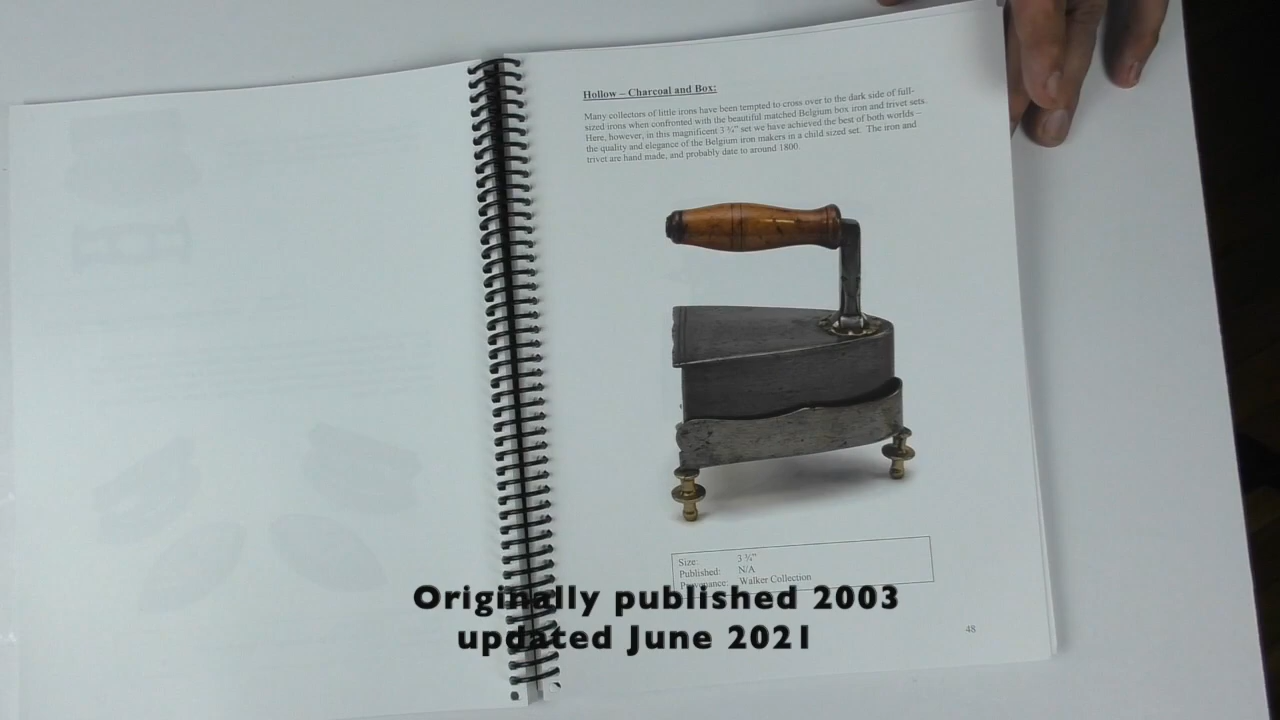 Hollow – Charcoal and Box:
Many collectors of little irons have been tempted to cross over to the dark side of full-
sized irons when confronted with the beautiful matched Belgium box iron and trivet sets.
Here, however, in this magnificent 3 ¾” set we have achieved the best of both worlds –
the quality and elegance of the Belgium iron makers in a child sized set. The iron and
trivet are hand made, and probably date to around 1800.
Size: 3 ¾”
Published: N/A
Provenance: Walker Collection
Originally published 2003
updated June 2021
48